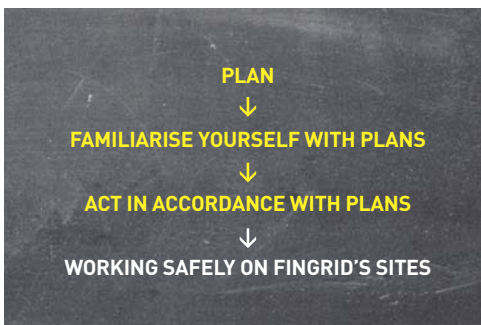 PLAN
↓
FAMILIARISE YOURSELF WITH PLANS
↓
ACT IN ACCORDANCE WITH PLANS
↓
WORKING SAFELY ON FINGRID'S SITES